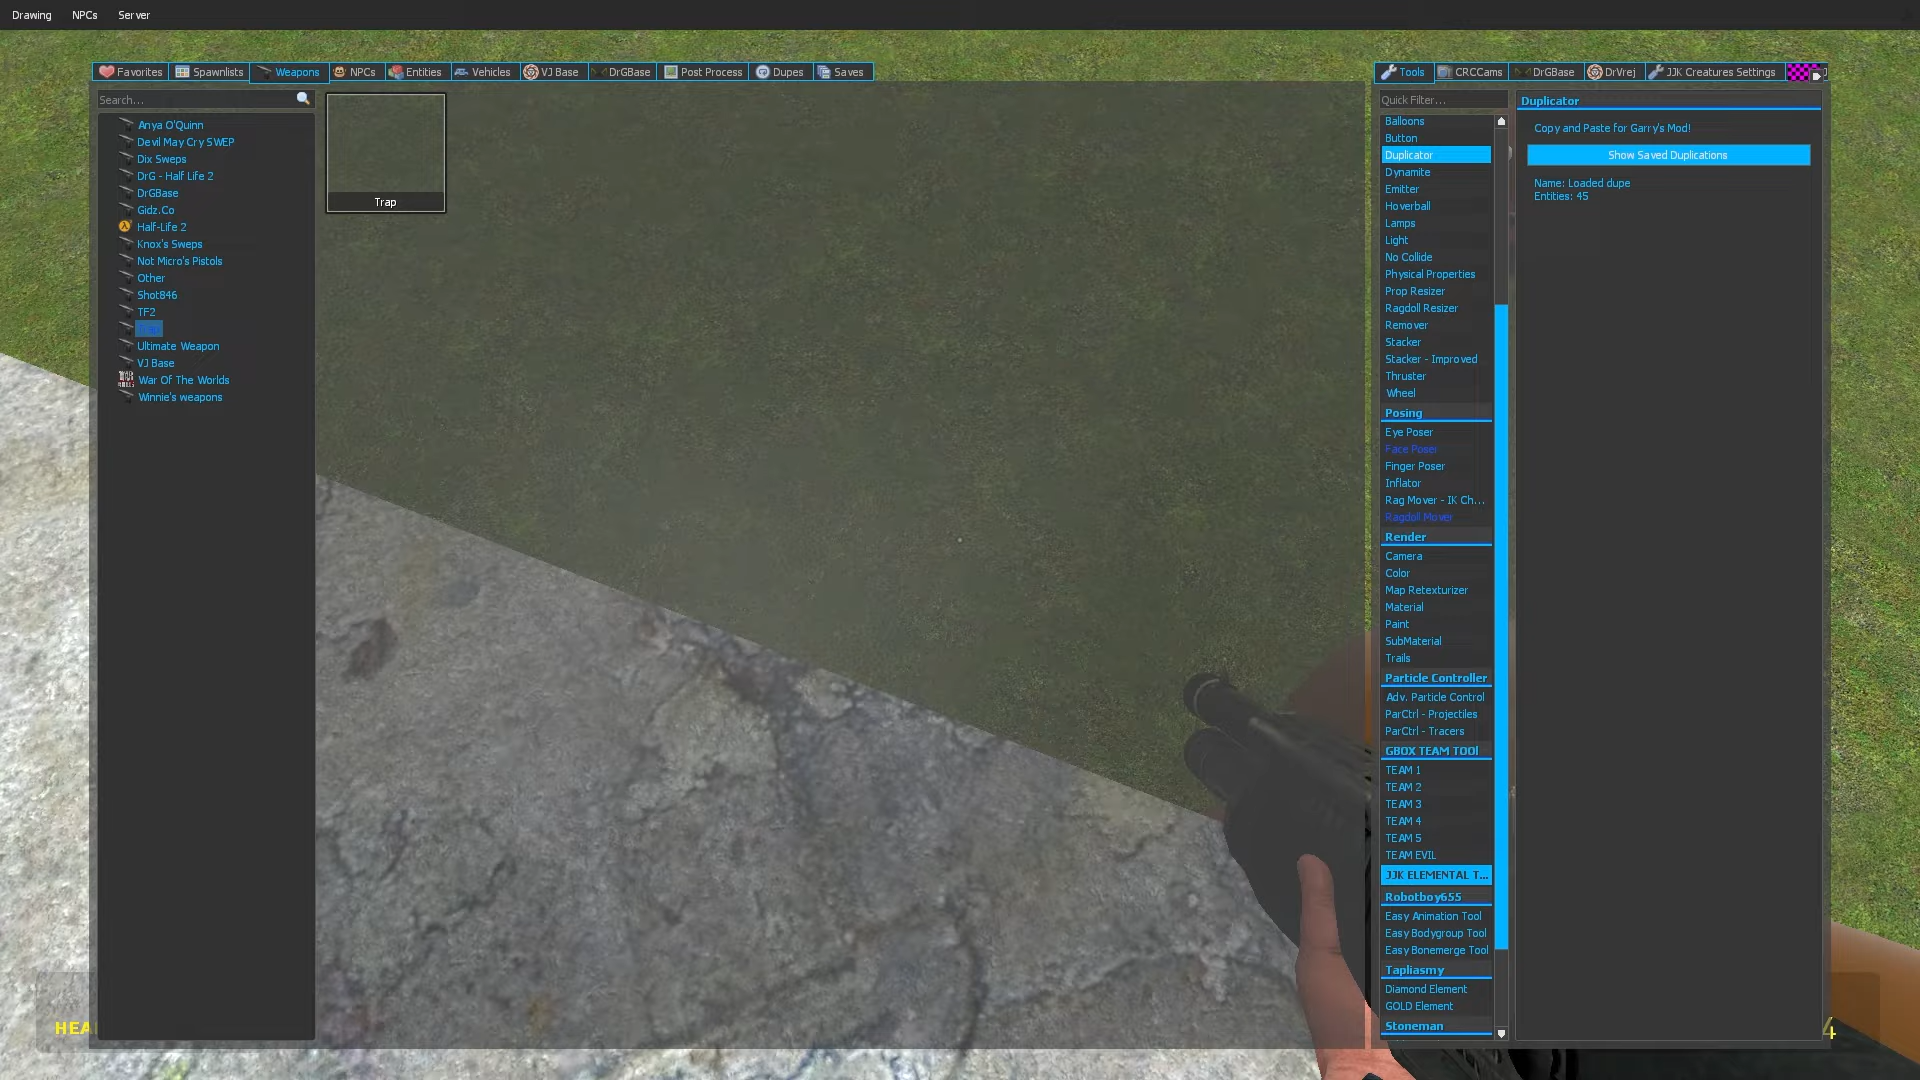 Drawing NPCs Server
Favorites Spawnlists Weapons NPCs Entities Vehicles VJ Base DrGBase Post Process Dupes Saves
Search...
Anya O'Quinn
Devil May Cry SWEP
Dix Sweps
DrG - Half Life 2
DrGBase
Gidz.Co
Half-Life 2
Knox's Sweps
Not Micro's Pistols
Other
Shot846
TF2
Ultimate Weapon
VJ Base
War Of The Worlds
Winnie's weapons
Trap
Tools CRCCams DrGBase DrVrej JJK Creatures Settings
Quick Filter...
Balloons
Button
Duplicator
Dynamite
Emitter
Hoverball
Lamps
Light
No Collide
Physical Properties
Prop Resizer
Ragdoll Resizer
Remover
Stacker
Stacker - Improved
Thruster
Wheel
Posing
Eye Poser
Face Poser
Finger Poser
Inflator
Rag Mover - IK Ch...
Ragdoll Mover
Render
Camera
Color
Map Retexturizer
Material
Paint
SubMaterial
Trails
Particle Controller
Adv. Particle Control
ParCtrl - Projectiles
ParCtrl - Tracers
GBOX TEAM TOOl
TEAM 1
TEAM 2
TEAM 3
TEAM 4
TEAM 5
TEAM EVIL
JJK ELEMENTAL T...
Robotboy655
Easy Animation Tool
Easy Bodygroup Tool
Easy Bonemerge Tool
Tapliasmy
Diamond Element
GOLD Element
Stoneman
Duplicator
Copy and Paste for Garry's Mod!
Show Saved Duplications
Name: Loaded dupe
Entities: 45
HEA
4